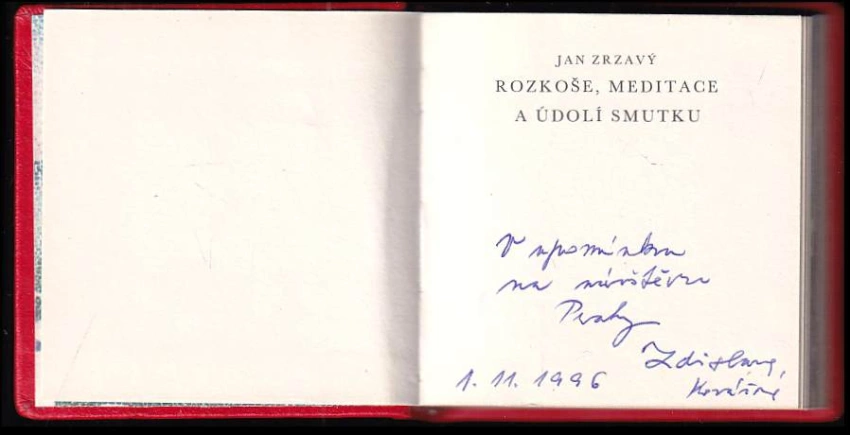 JAN ZRZAVÝ
ROZKOŠE, MEDITACE
A ÚDOLÍ SMUTKU
V upomínku
na návštěvu
Prahy
Zdislava
1. 11. 1996